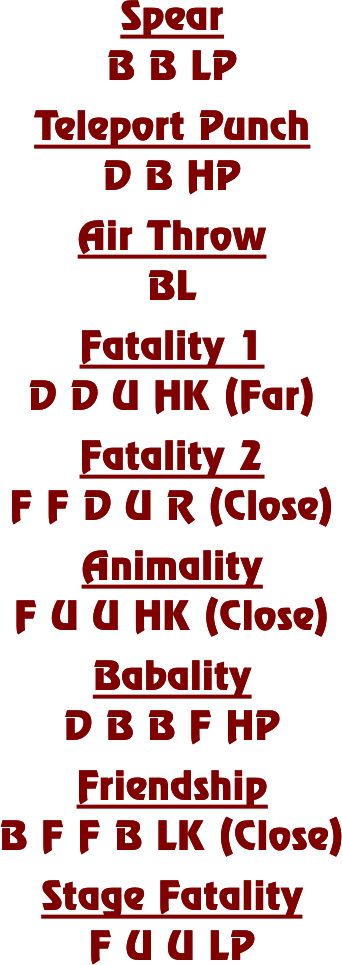 Spear
B B LP
Teleport Punch
D B HP
Air Throw
BL
Fatality 1
D D U HK (Far)
Fatality 2
F F D U R (Close)
Animality
F U U HK (Close)
Babality
D B B F HP
Friendship
B F F B LK (Close)
Stage Fatality
F U U LP